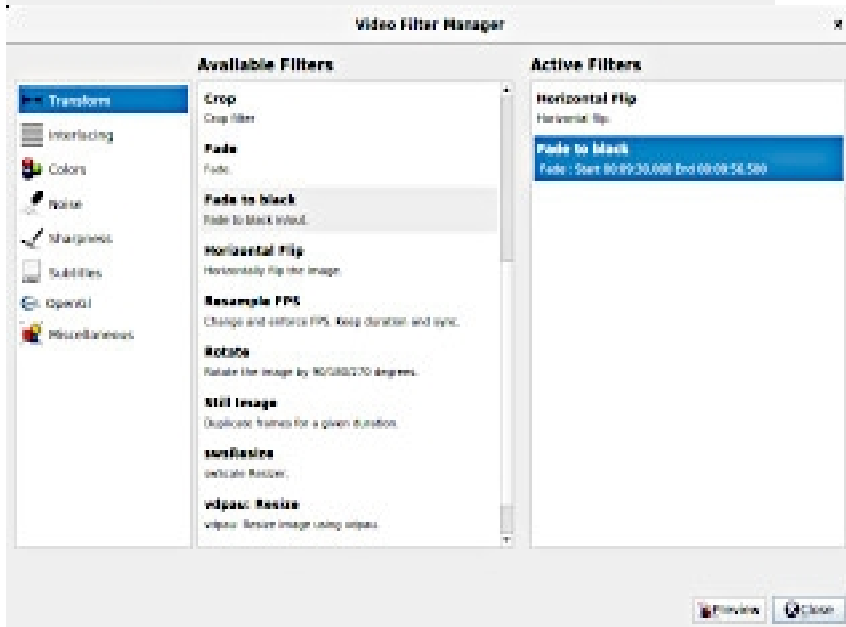 Video Filter Manager
Available Filters
Active Filters
Transform
Interlacing
Colors
Noise
Sharpness
Subtitles
OpenGl
Miscellaneous
Crop
Crop filter
Fade
Fade.
Fade to black
Fade to black in/out.
Horizontal Flip
Horizontally flip the image.
Resample FPS
Change and enforce FPS. Keep duration and sync.
Rotate
Rotate the image by 90/180/270 degrees.
Still Image
Duplicate frames for a given duration.
swsResize
swScale Resizer.
vdpau: Resize
vdpau: Resize image using vdpau.
Horizontal Flip
Horizontal flip.
Fade to black
Fade : Start End
Preview
Close